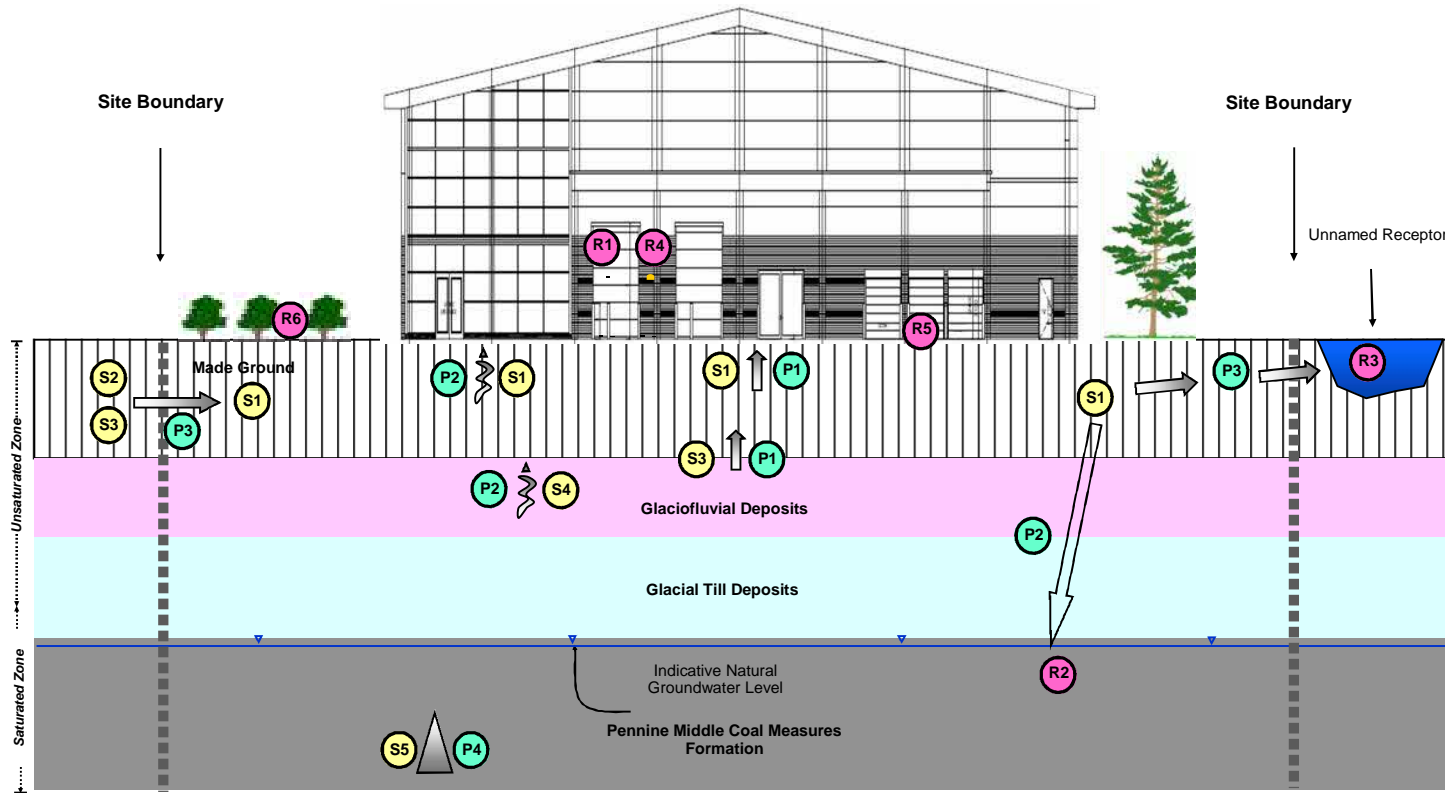 Site Boundary
Site Boundary
R1
R4
Unnamed Receptor
R6
R5
Made Ground
S2
P2
S1
S1
P1
P3
R3
S1
S1
S3
P3
S3
P1
P2
S4
Glaciofluvial Deposits
P2
Glacial Till Deposits
Unsaturated Zone
Indicative Natural
Groundwater Level
R2
Pennine Middle Coal Measures
Formation
S5
P4
Saturated Zone